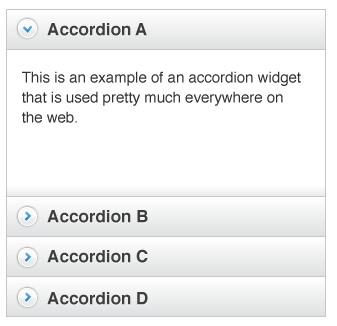 Accordion A
This is an example of an accordion widget
that is used pretty much everywhere on
the web.
Accordion B
Accordion C
Accordion D